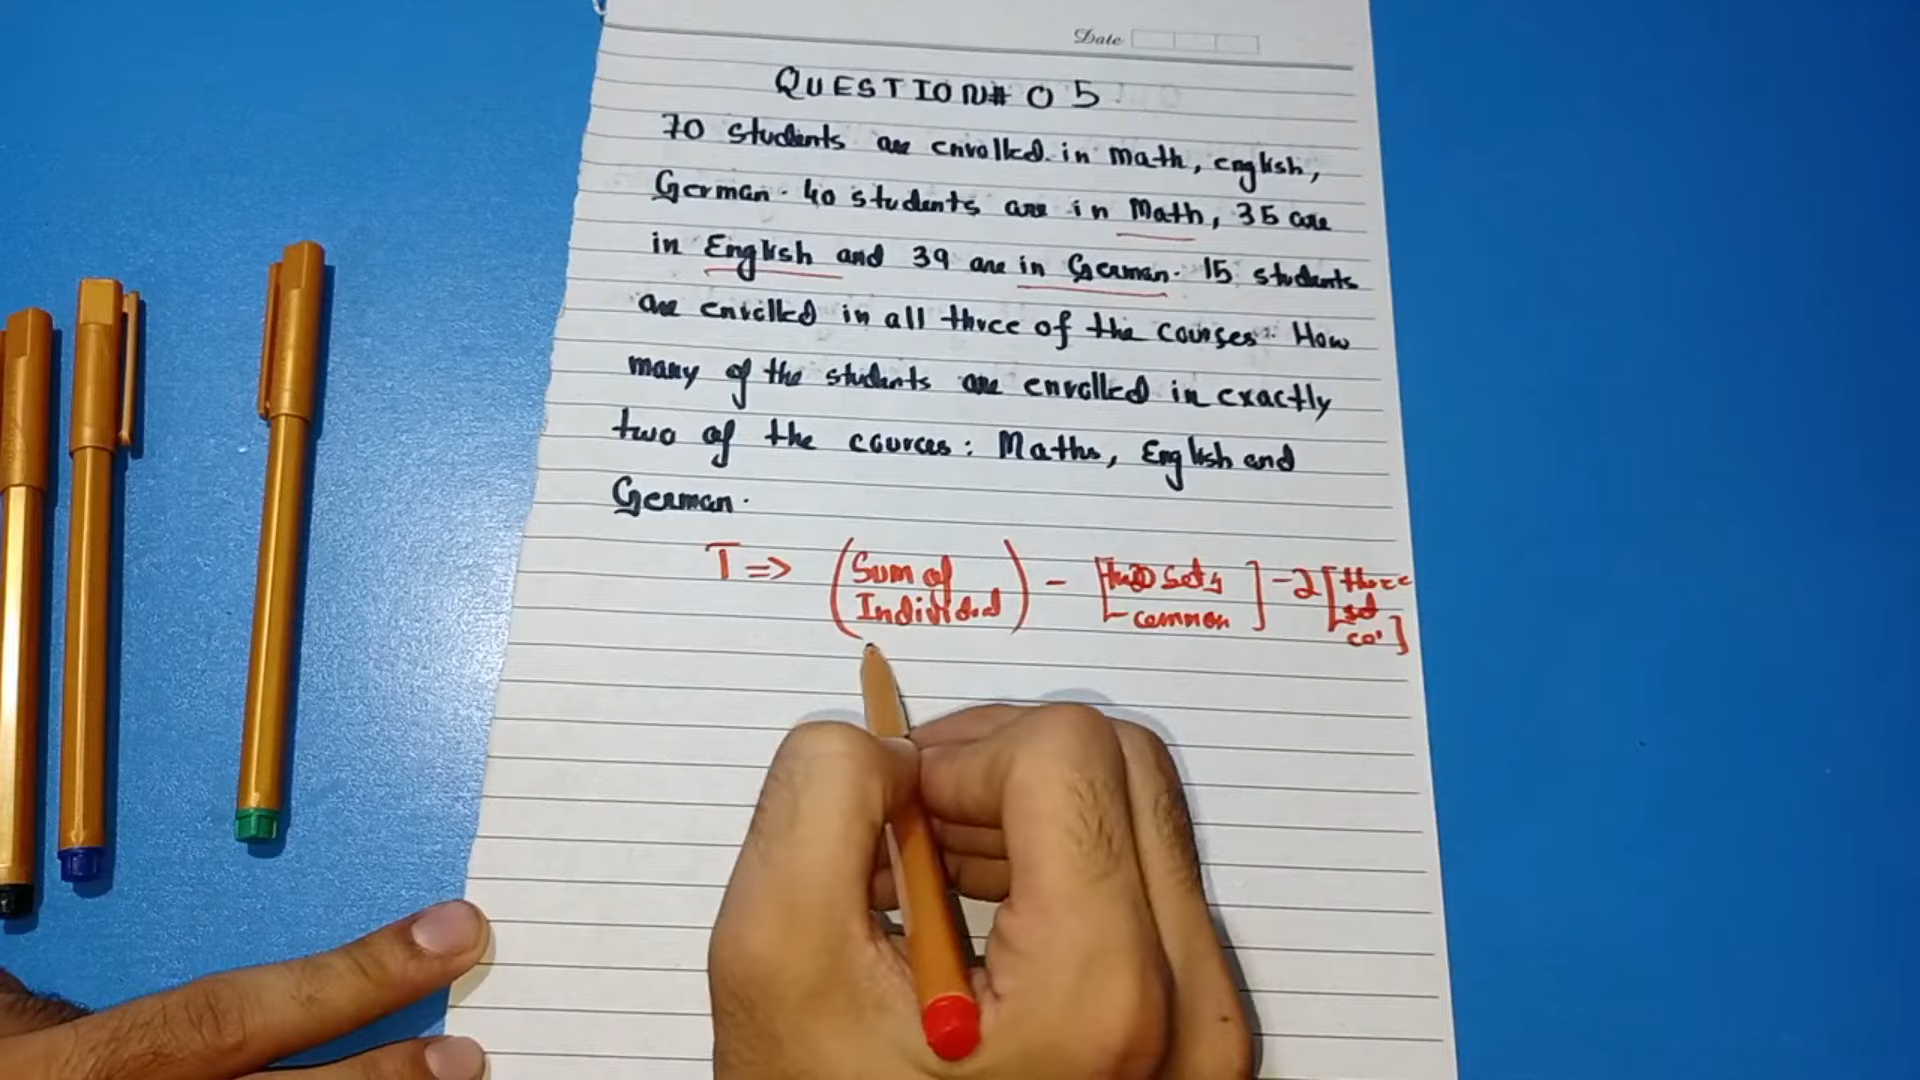 Date
QUESTION# 05
70 students are enrolled in math, english,
German. 40 students are in Math, 35 are
in English and 39 are in German. 15 students
are enrolled in all three of the courses. How
many of the students are enrolled in exactly
two of the cources: Maths, English and
German.
T => (Sum of Individual) - [two sets common] -2 [three set co.]